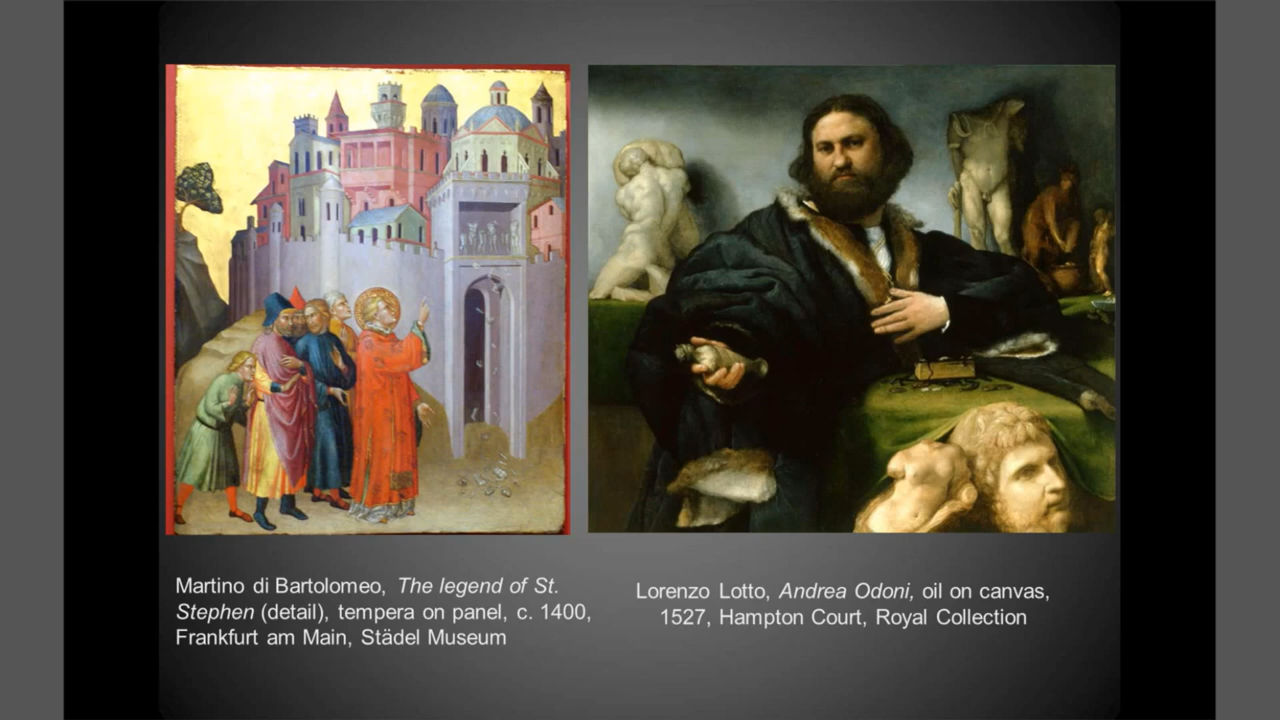 Martino di Bartolomeo, The legend of St.
Stephen (detail), tempera on panel, c. 1400,
Frankfurt am Main, Städel Museum
Lorenzo Lotto, Andrea Odoni, oil on canvas,
1527, Hampton Court, Royal Collection